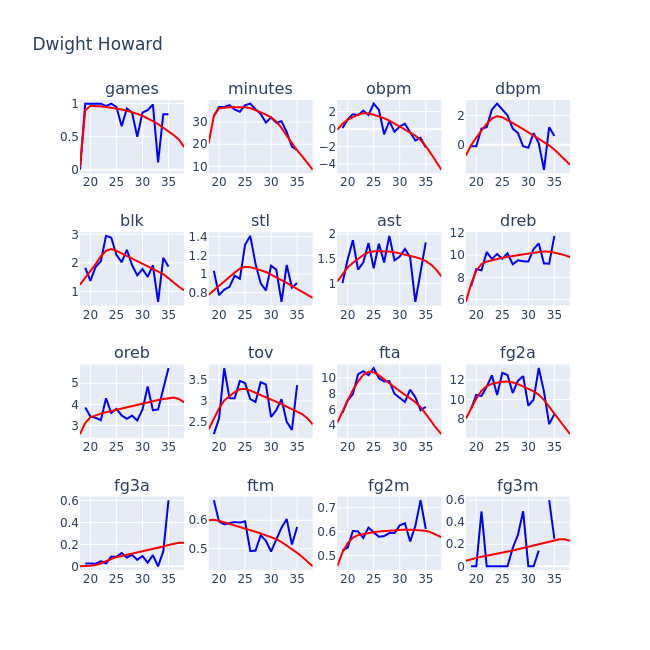 Dwight Howard
games minutes obpm dbpm
1
0.5
0
20 25 30 35
30
20
10
20 25 30 35
2
0
−2
−4
20 25 30 35
2
0
20 25 30 35
blk stl ast dreb
3
2
1
20 25 30 35
1.4
1.2
1
0.8
20 25 30 35
2
1.5
1
20 25 30 35
12
10
8
6
20 25 30 35
oreb tov fta fg2a
5
4
3
20 25 30 35
3.5
3
2.5
20 25 30 35
10
8
6
4
20 25 30 35
12
10
8
20 25 30 35
fg3a ftm fg2m fg3m
0.6
0.4
0.2
0
20 25 30 35
0.6
0.5
20 25 30 35
0.7
0.6
0.5
20 25 30 35
0.6
0.4
0.2
0
20 25 30 35